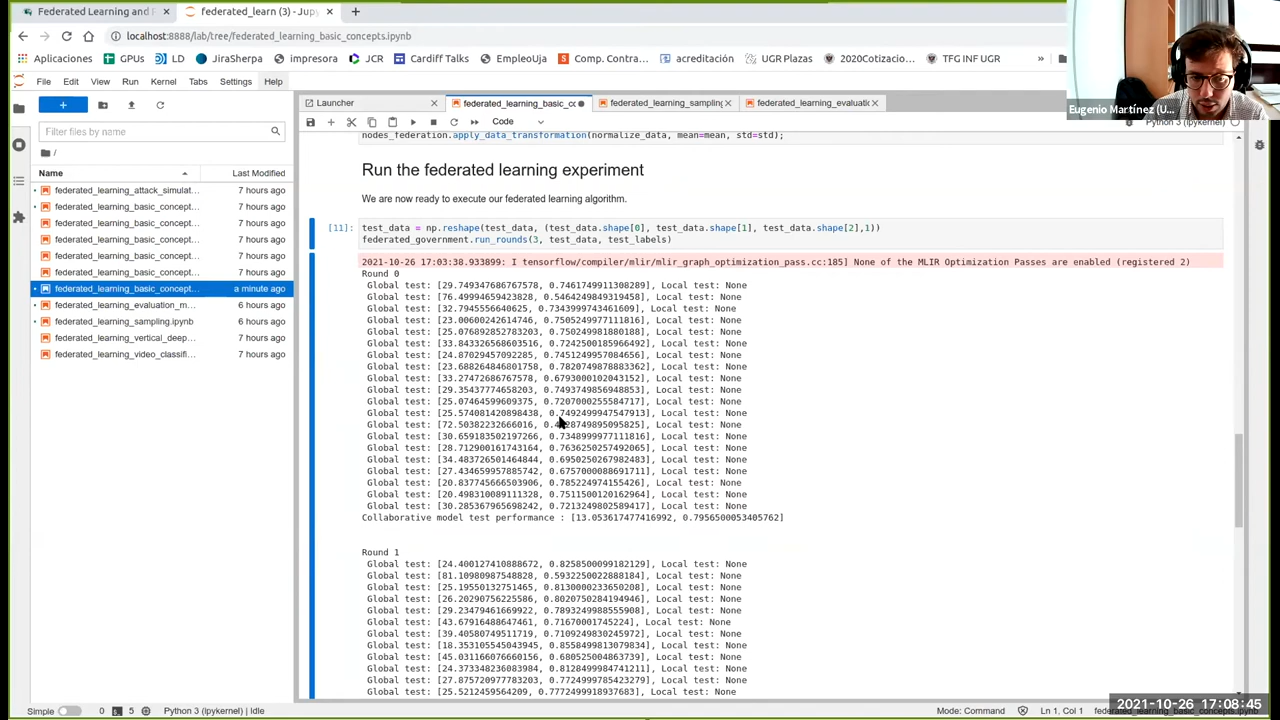 Federated Learning and
federated_learn (3) - Jupy
localhost:8888/lab/tree/federated_learning_basic_concepts.ipynb
Aplicaciones GPUs LD JiraSherpa impresora JCR Cardiff Talks EmpleoUja Comp. Contra... acreditación UGR Plazas 2020Cotizacio... TFG INF UGR »
Eugenio Martínez (U...
File Edit View Run Kernel Tabs Settings Help
Launcher
federated_learning_basic_co
federated_learning_sampling
federated_learning_evaluatic
Code
Python 3 (ipykernel)
Filter files by name
/
Name Last Modified
federated_learning_attack_simulat... 7 hours ago
federated_learning_basic_concept... 7 hours ago
federated_learning_basic_concept... 7 hours ago
federated_learning_basic_concept... 7 hours ago
federated_learning_basic_concept... 7 hours ago
federated_learning_basic_concept... 7 hours ago
federated_learning_basic_concept... a minute ago
federated_learning_evaluation_m... 6 hours ago
federated_learning_sampling.ipynb 6 hours ago
federated_learning_vertical_deep... 7 hours ago
federated_learning_video_classifi... 7 hours ago
nodes_federation.apply_data_transformation(normalize_data, mean=mean, std=std);
Run the federated learning experiment
We are now ready to execute our federated learning algorithm.
[11]: test_data = np.reshape(test_data, (test_data.shape[0], test_data.shape[1], test_data.shape[2],1))
federated_government.run_rounds(3, test_data, test_labels)
2021-10-26 17:03:38.933899: I tensorflow/compiler/mlir/mlir_graph_optimization_pass.cc:185] None of the MLIR Optimization Passes are enabled (registered 2)
Round 0
Global test: [29.749347686767578, 0.7461749911308289], Local test: None
Global test: [76.49994659423828, 0.5464249849319458], Local test: None
Global test: [32.7945556640625, 0.7343999743461609], Local test: None
Global test: [23.00600242614746, 0.7505249977111816], Local test: None
Global test: [25.076892852783203, 0.750249981880188], Local test: None
Global test: [33.843326568603516, 0.7242500185966492], Local test: None
Global test: [24.87029457092285, 0.7451249957084656], Local test: None
Global test: [23.688264846801758, 0.7820749878883362], Local test: None
Global test: [33.27472686767578, 0.6793000102043152], Local test: None
Global test: [29.35437774658203, 0.7493749856948853], Local test: None
Global test: [25.07464599609375, 0.7207000255584717], Local test: None
Global test: [25.574081420898438, 0.7492499947547913], Local test: None
Global test: [72.50382232666016, Local test: None
Global test: [30.659183502197266, 0.7348999977111816], Local test: None
Global test: [28.712900161743164, 0.7636250257492065], Local test: None
Global test: [34.483726501464844, 0.6950250267982483], Local test: None
Global test: [27.434659957885742, 0.6757000088691711], Local test: None
Global test: [20.837745666503906, 0.785224974155426], Local test: None
Global test: [20.498310089111328, 0.7511500120162964], Local test: None
Global test: [30.285367965698242, 0.7213249802589417], Local test: None
Collaborative model test performance : [13.053617477416992, 0.7956500053405762]
Round 1
Global test: [24.400127410888672, 0.8258500099182129], Local test: None
Global test: [81.10980987548828, 0.5932250022888184], Local test: None
Global test: [25.19550132751465, 0.8130000233650208], Local test: None
Global test: [26.20290756225586, 0.8020750284194946], Local test: None
Global test: [29.23479461669922, 0.7893249988555908], Local test: None
Global test: [43.67916488647461, 0.71670001745224], Local test: None
Global test: [39.40580749511719, 0.7109249830245972], Local test: None
Global test: [18.353105545043945, 0.8558499813079834], Local test: None
Global test: [45.031166076660156, 0.680525004863739], Local test: None
Global test: [24.373348236083984, 0.8128499984741211], Local test: None
Global test: [27.875720977783203, 0.7724999785423279], Local test: None
Global test: [25.5212459564209, 0.7772499918937683], Local test: None
Simple 0 5 Python 3 (ipykernel) | Idle
Mode: Command Ln 1, Col 1
2021-10-26 17:08:45